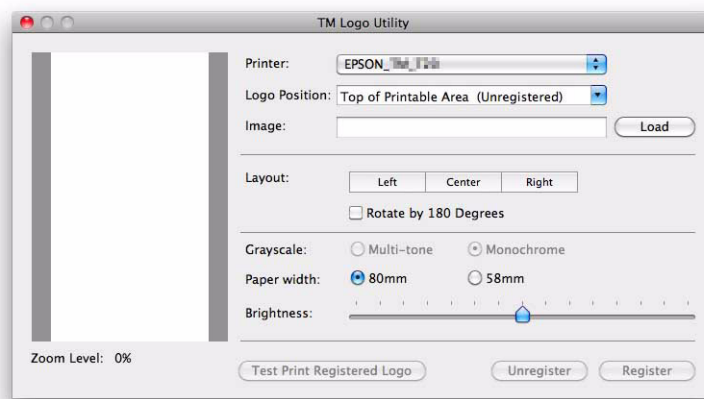 TM Logo Utility
Printer: EPSON_
Logo Position: Top of Printable Area (Unregistered)
Image: Load
Layout: Left Center Right
Rotate by 180 Degrees
Grayscale: Multi-tone Monochrome
Paper width: 80mm 58mm
Brightness:
Zoom Level: 0%
Test Print Registered Logo Unregister Register